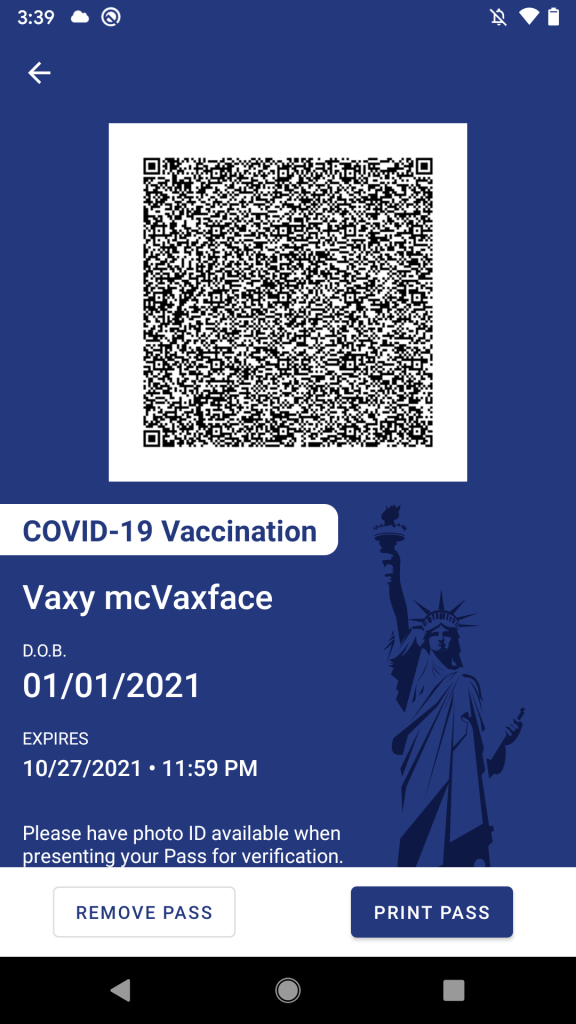 3:39
COVID-19 Vaccination
Vaxy mcVaxface
D.O.B.
01/01/2021
EXPIRES
10/27/2021 • 11:59 PM
Please have photo ID available when
presenting your Pass for verification.
REMOVE PASS
PRINT PASS